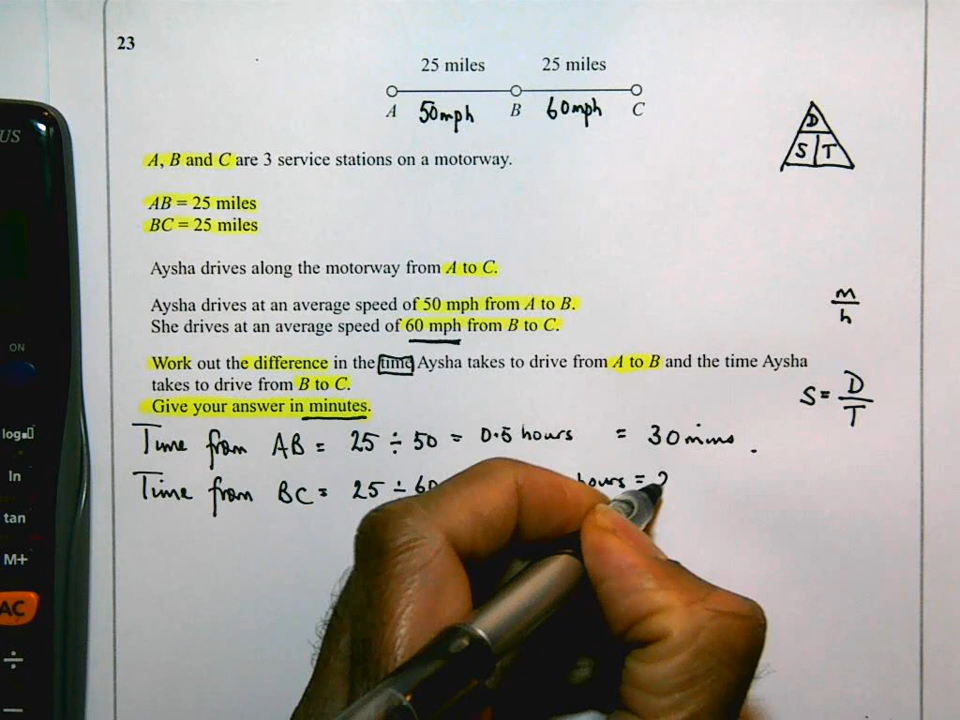 23
25 miles 25 miles
A 50mph B 60mph C
D
S T
A, B and C are 3 service stations on a motorway.
AB = 25 miles
BC = 25 miles
Aysha drives along the motorway from A to C.
Aysha drives at an average speed of 50 mph from A to B.
She drives at an average speed of 60 mph from B to C.
m
h
Work out the difference in the time Aysha takes to drive from A to B and the time Aysha
takes to drive from B to C.
Give your answer in minutes.
S = D
T
Time from AB = 25 ÷ 50 = 0.5 hours = 30 mins.
Time from BC = 25 ÷ 60 hours = 2
US
ON
log
ln
tan
M+
AC
÷
−